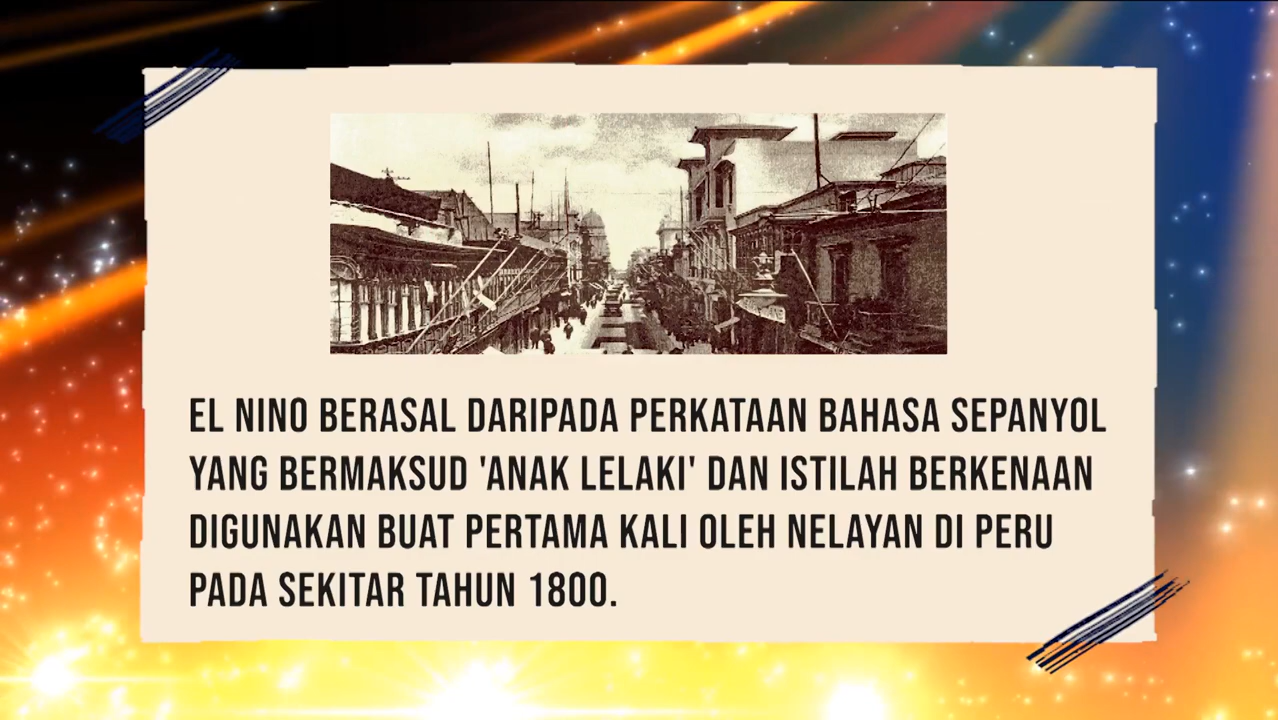 EL NINO BERASAL DARIPADA PERKATAAN BAHASA SEPANYOL
YANG BERMAKSUD 'ANAK LELAKI' DAN ISTILAH BERKENAAN
DIGUNAKAN BUAT PERTAMA KALI OLEH NELAYAN DI PERU
PADA SEKITAR TAHUN 1800.